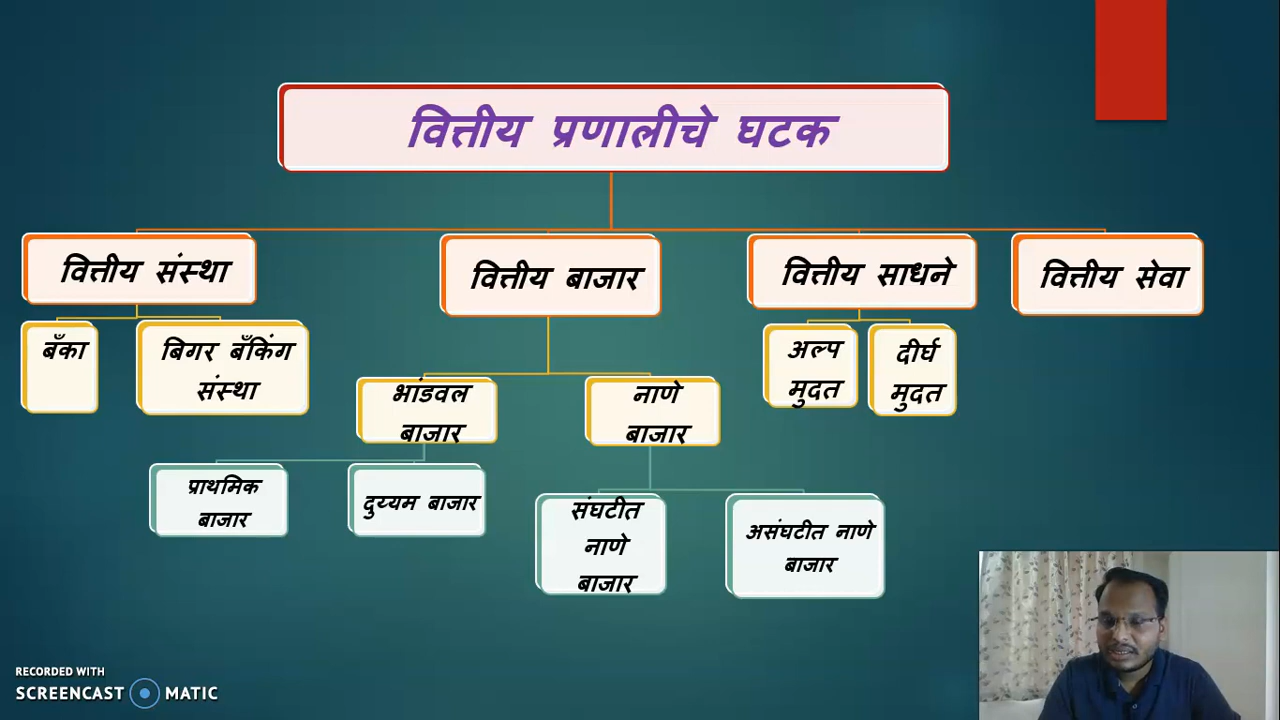 वित्तीय प्रणालीचे घटक
वित्तीय संस्था
वित्तीय बाजार
वित्तीय साधने
वित्तीय सेवा
बँका
बिगर बँकिंग
संस्था
अल्प
मुदत
दीर्घ
मुदत
भांडवल
बाजार
नाणे
बाजार
प्राथमिक
बाजार
दुय्यम बाजार
संघटीत
नाणे
बाजार
असंघटीत नाणे
बाजार
RECORDED WITH
SCREENCAST MATIC